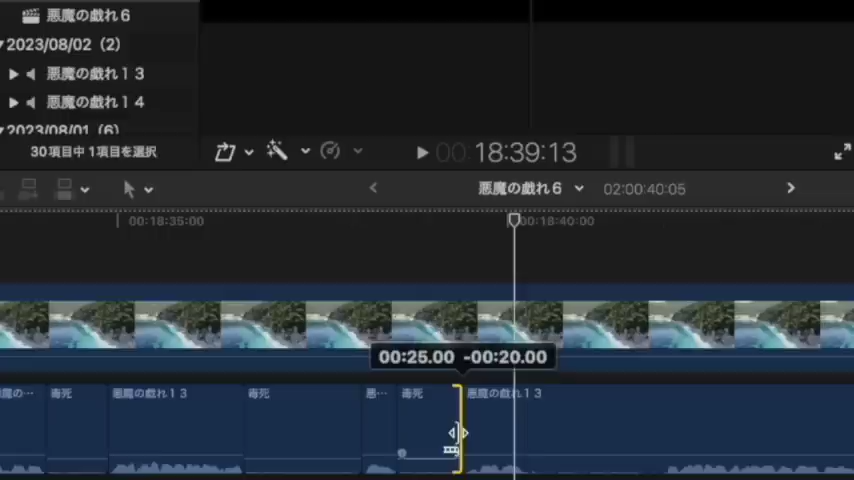 悪魔の戯れ6
2023/08/02（2）
悪魔の戯れ13
悪魔の戯れ14
2023/08/01（6）
30項目中 1項目を選択
00:18:39:13
悪魔の戯れ6
02:00:40:05
00:18:35:00
00:18:40:00
00:25.00 -00:20.00
悪魔の…
毒死
悪魔の戯れ13
毒死
悪…
毒死
悪魔の戯れ13